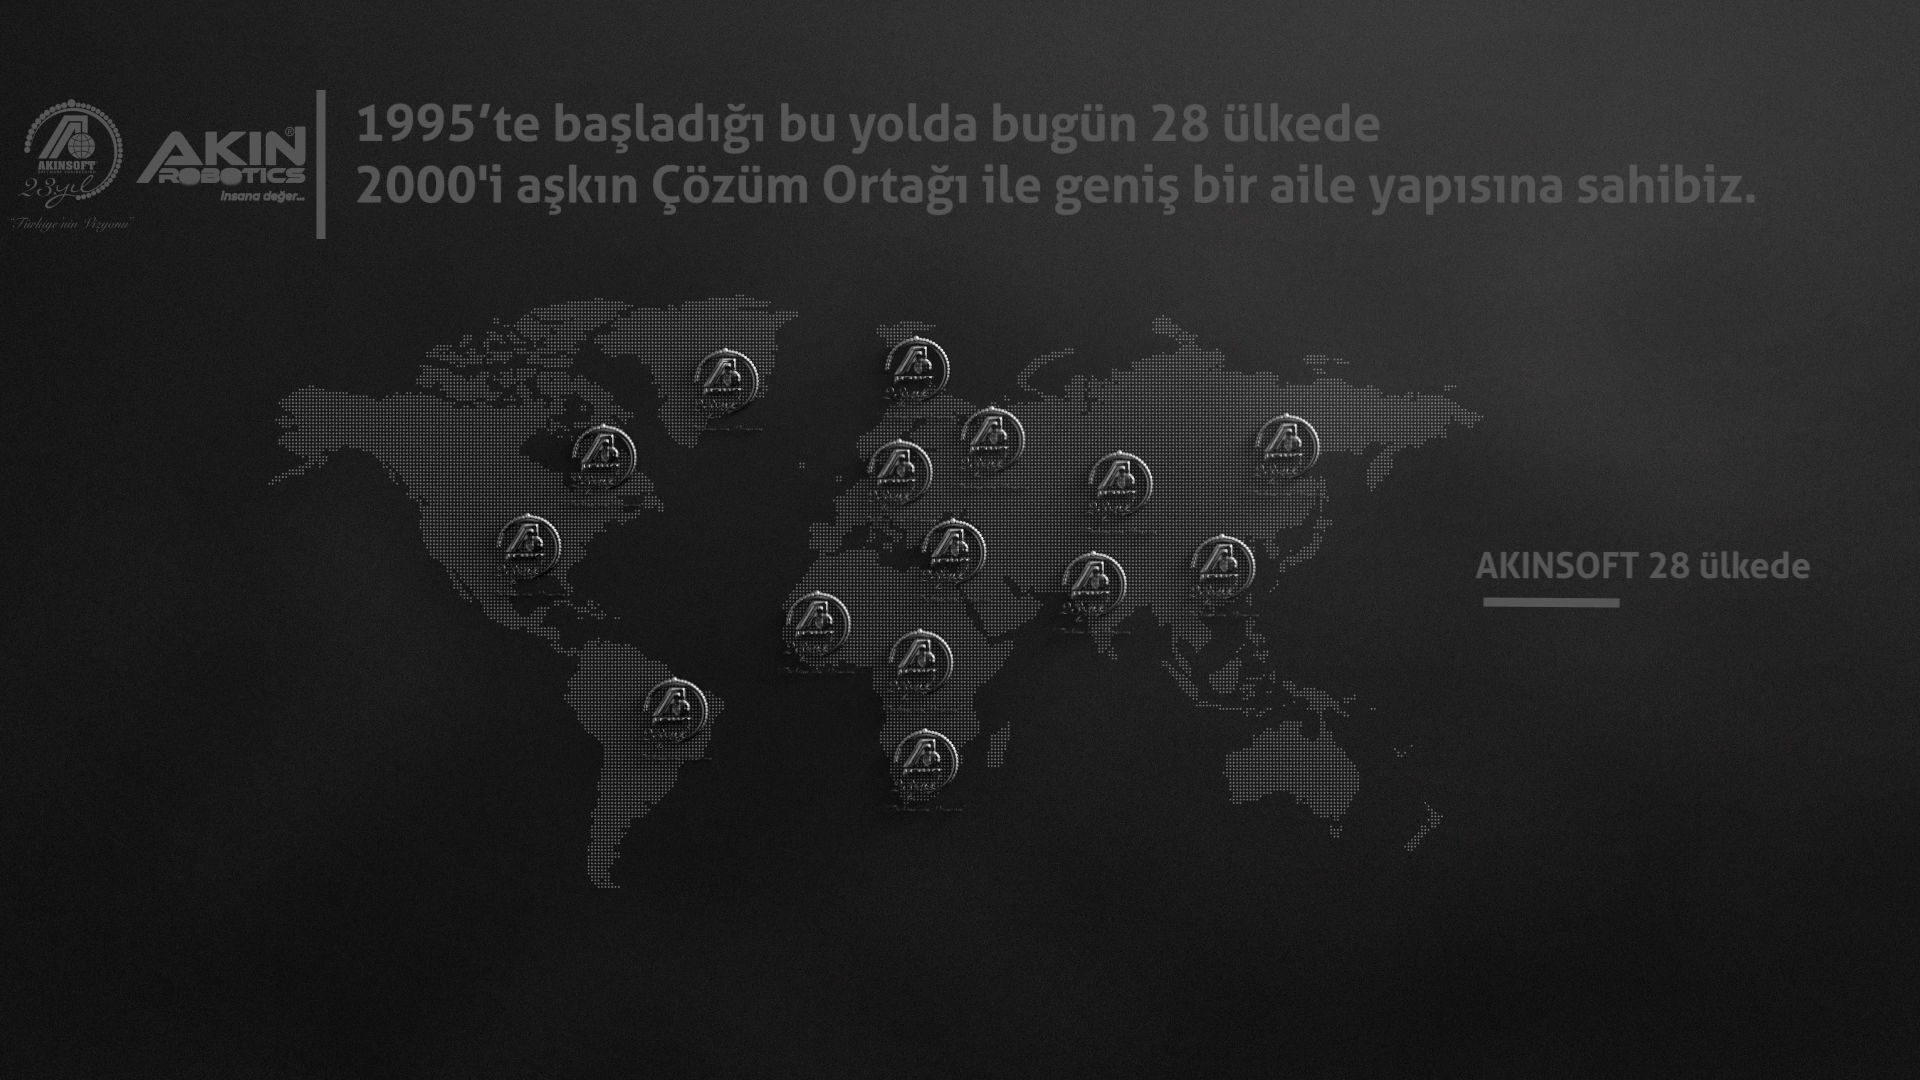 1995’te başladığı bu yolda bugün 28 ülkede
2000'i aşkın Çözüm Ortağı ile geniş bir aile yapısına sahibiz.
AKINSOFT
23.yıl
"Türkiye'nin Vizyonu"
AKIN®
ROBOTICS
insana değer...
AKINSOFT 28 ülkede